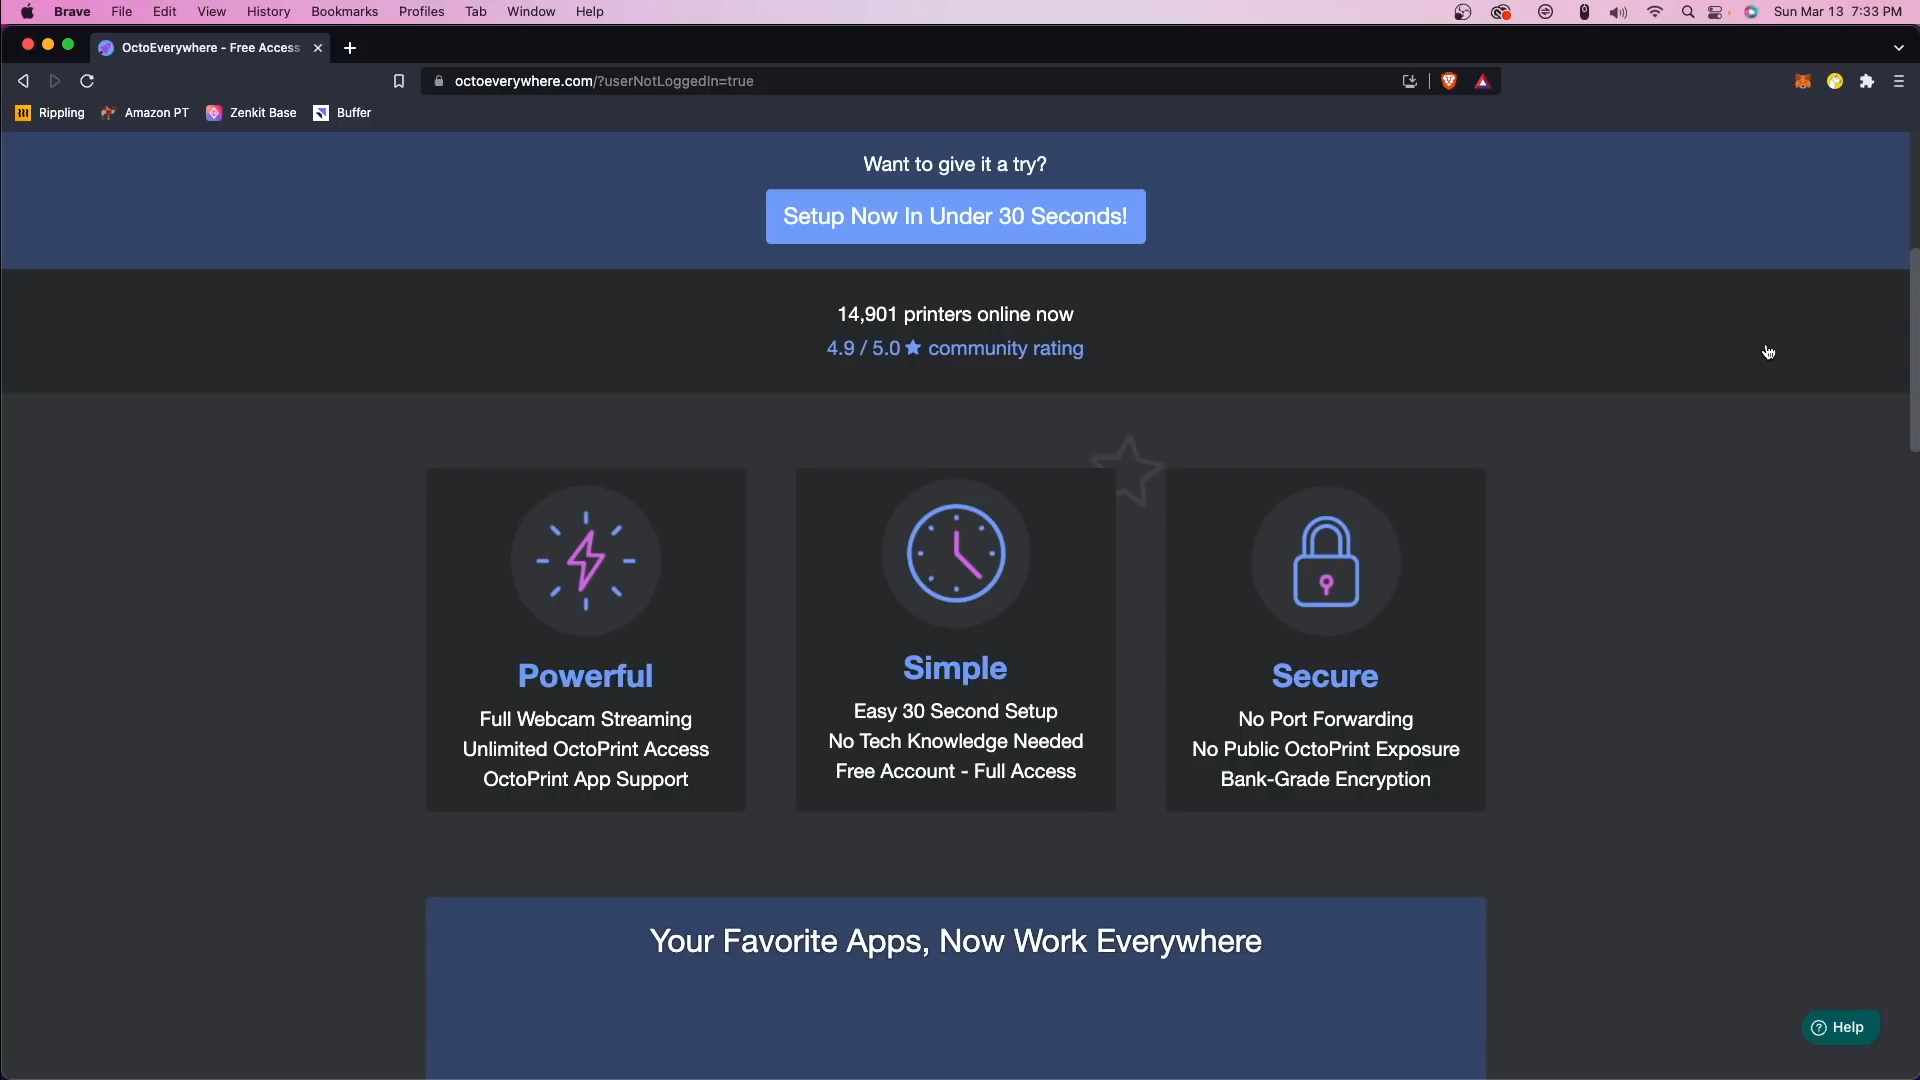 Brave File Edit View History Bookmarks Profiles Tab Window Help Sun Mar 13 7:33 PM
OctoEverywhere - Free Access
octoeverywhere.com/?userNotLoggedIn=true
Rippling Amazon PT Zenkit Base Buffer
Want to give it a try?
Setup Now In Under 30 Seconds!
14,901 printers online now
4.9 / 5.0 ★ community rating
Powerful
Full Webcam Streaming
Unlimited OctoPrint Access
OctoPrint App Support
Simple
Easy 30 Second Setup
No Tech Knowledge Needed
Free Account - Full Access
Secure
No Port Forwarding
No Public OctoPrint Exposure
Bank-Grade Encryption
Your Favorite Apps, Now Work Everywhere
Help